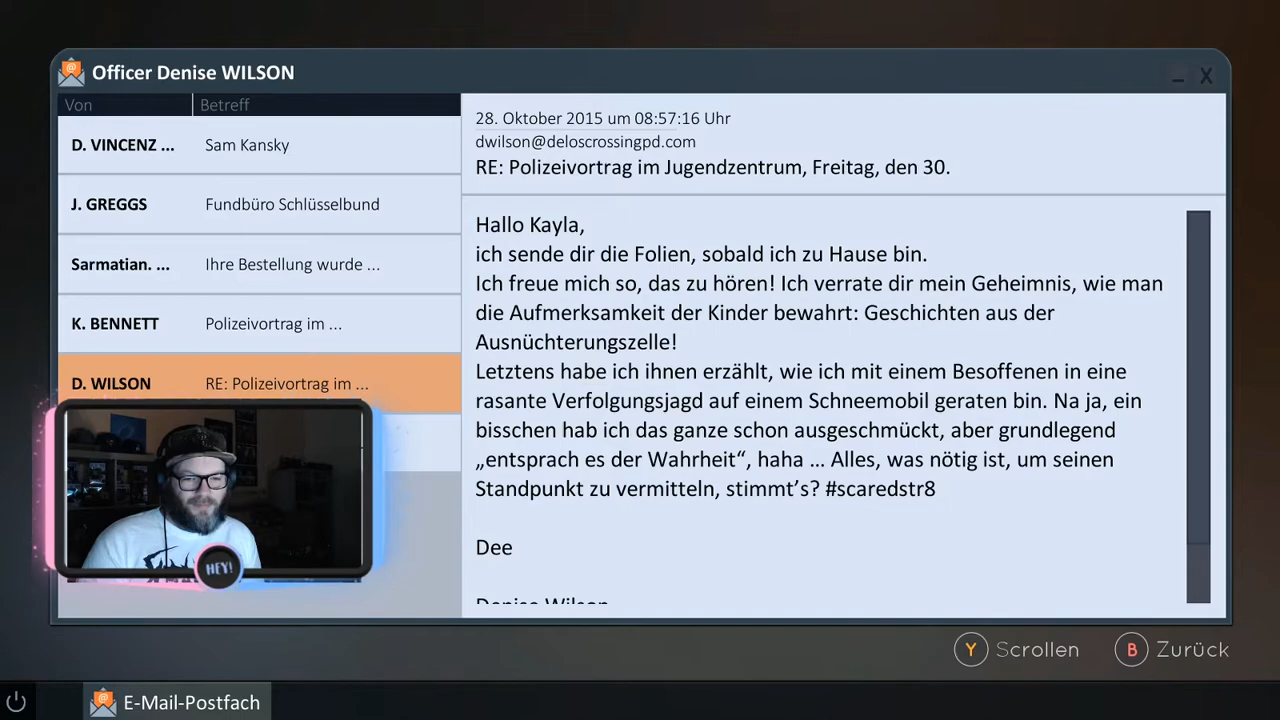 Officer Denise WILSON
Von Betreff
D. VINCENZ ... Sam Kansky
J. GREGGS Fundbüro Schlüsselbund
Sarmatian. ... Ihre Bestellung wurde ...
K. BENNETT Polizeivortrag im ...
D. WILSON RE: Polizeivortrag im ...
28. Oktober 2015 um 08:57:16 Uhr
dwilson@deloscrossingpd.com
RE: Polizeivortrag im Jugendzentrum, Freitag, den 30.
Hallo Kayla,
ich sende dir die Folien, sobald ich zu Hause bin.
Ich freue mich so, das zu hören! Ich verrate dir mein Geheimnis, wie man
die Aufmerksamkeit der Kinder bewahrt: Geschichten aus der
Ausnüchterungszelle!
Letztens habe ich ihnen erzählt, wie ich mit einem Besoffenen in eine
rasante Verfolgungsjagd auf einem Schneemobil geraten bin. Na ja, ein
bisschen hab ich das ganze schon ausgeschmückt, aber grundlegend
„entsprach es der Wahrheit“, haha ... Alles, was nötig ist, um seinen
Standpunkt zu vermitteln, stimmt’s? #scaredstr8
Dee
Denise Wilson
HEY!
Y Scrollen B Zurück
E-Mail-Postfach